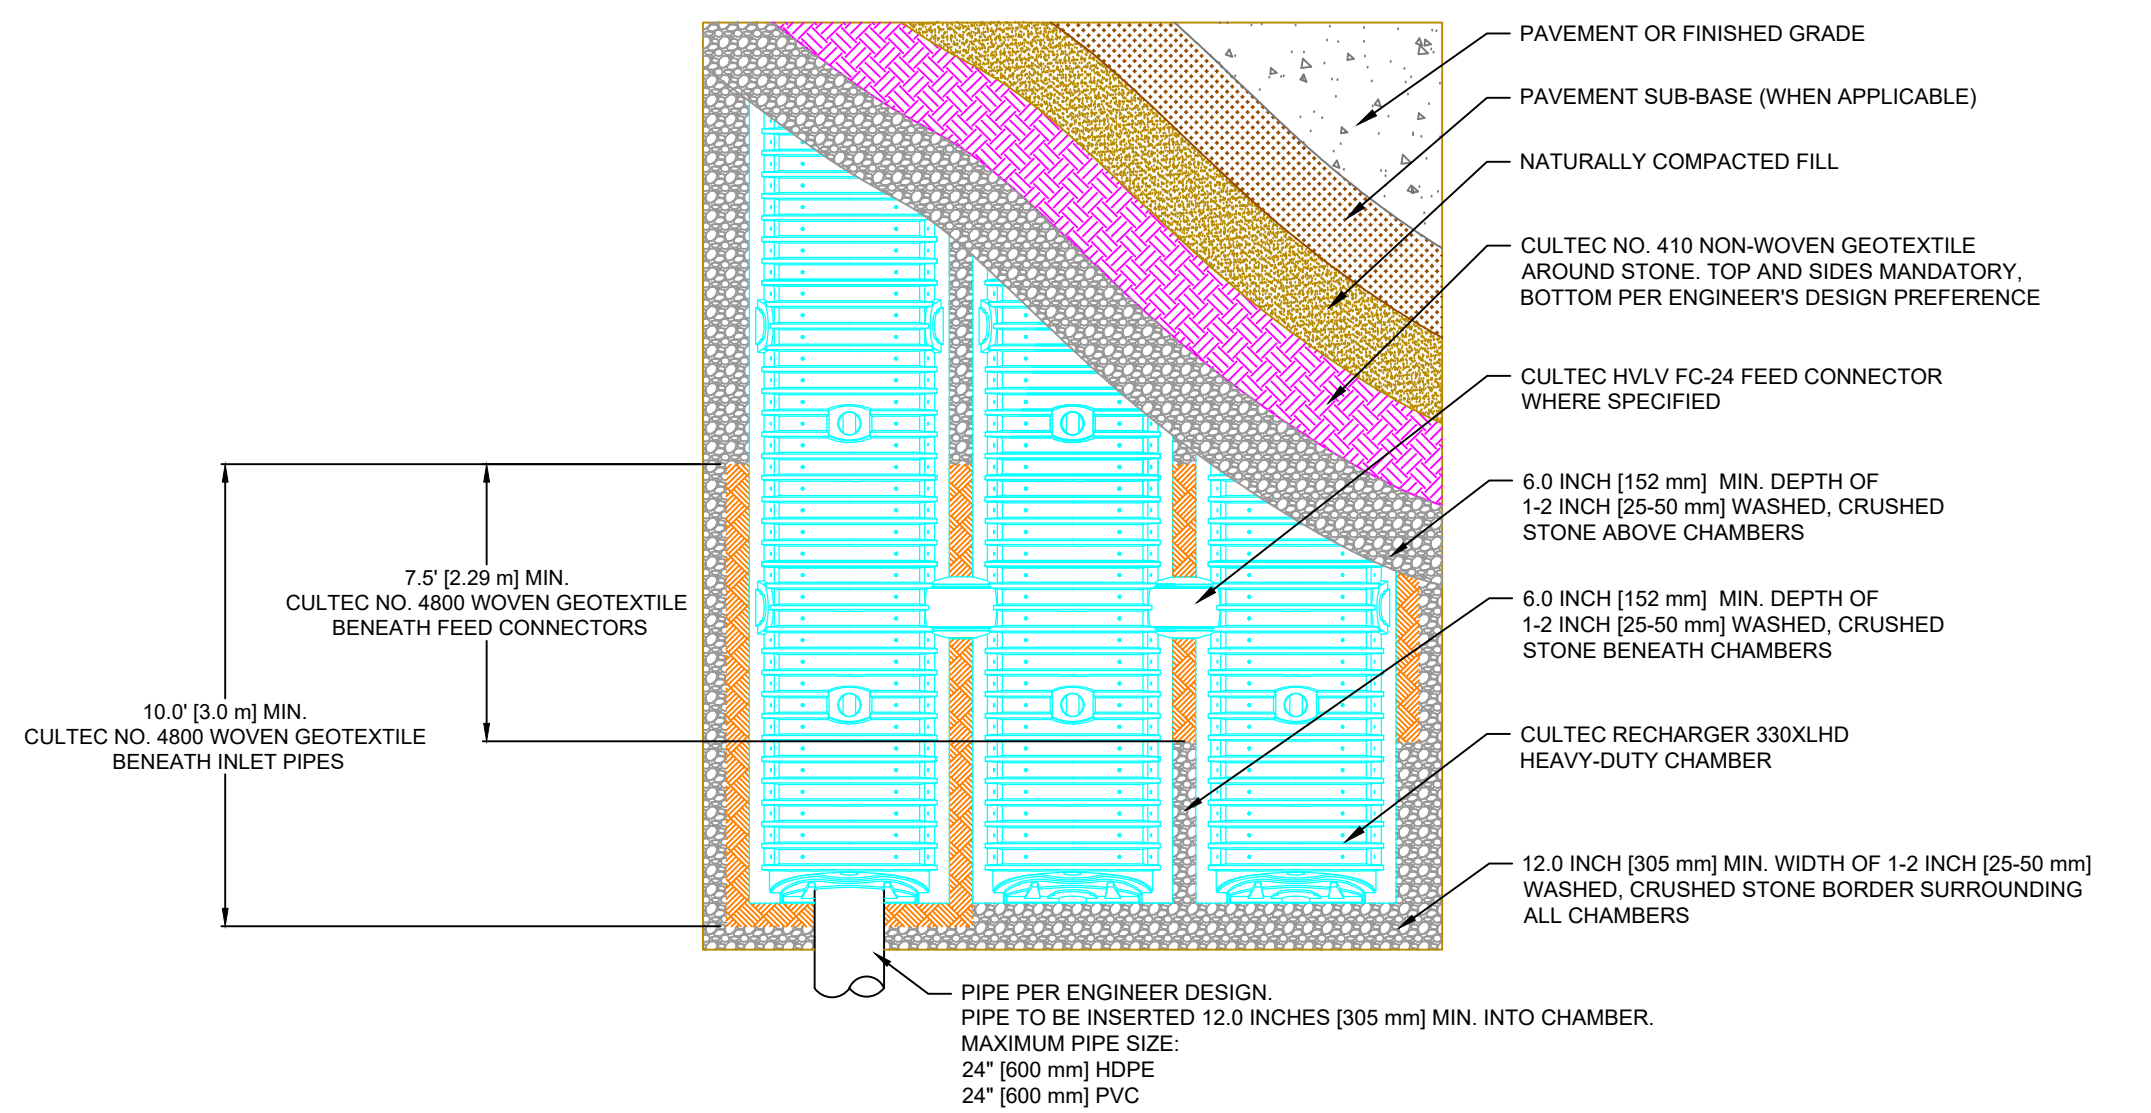 PAVEMENT OR FINISHED GRADE
PAVEMENT SUB-BASE (WHEN APPLICABLE)
NATURALLY COMPACTED FILL
CULTEC NO. 410 NON-WOVEN GEOTEXTILE
AROUND STONE. TOP AND SIDES MANDATORY,
BOTTOM PER ENGINEER'S DESIGN PREFERENCE
CULTEC HVLV FC-24 FEED CONNECTOR
WHERE SPECIFIED
6.0 INCH [152 mm] MIN. DEPTH OF
1-2 INCH [25-50 mm] WASHED, CRUSHED
STONE ABOVE CHAMBERS
6.0 INCH [152 mm] MIN. DEPTH OF
1-2 INCH [25-50 mm] WASHED, CRUSHED
STONE BENEATH CHAMBERS
CULTEC RECHARGER 330XLHD
HEAVY-DUTY CHAMBER
12.0 INCH [305 mm] MIN. WIDTH OF 1-2 INCH [25-50 mm]
WASHED, CRUSHED STONE BORDER SURROUNDING
ALL CHAMBERS
7.5' [2.29 m] MIN.
CULTEC NO. 4800 WOVEN GEOTEXTILE
BENEATH FEED CONNECTORS
10.0' [3.0 m] MIN.
CULTEC NO. 4800 WOVEN GEOTEXTILE
BENEATH INLET PIPES
PIPE PER ENGINEER DESIGN.
PIPE TO BE INSERTED 12.0 INCHES [305 mm] MIN. INTO CHAMBER.
MAXIMUM PIPE SIZE:
24" [600 mm] HDPE
24" [600 mm] PVC